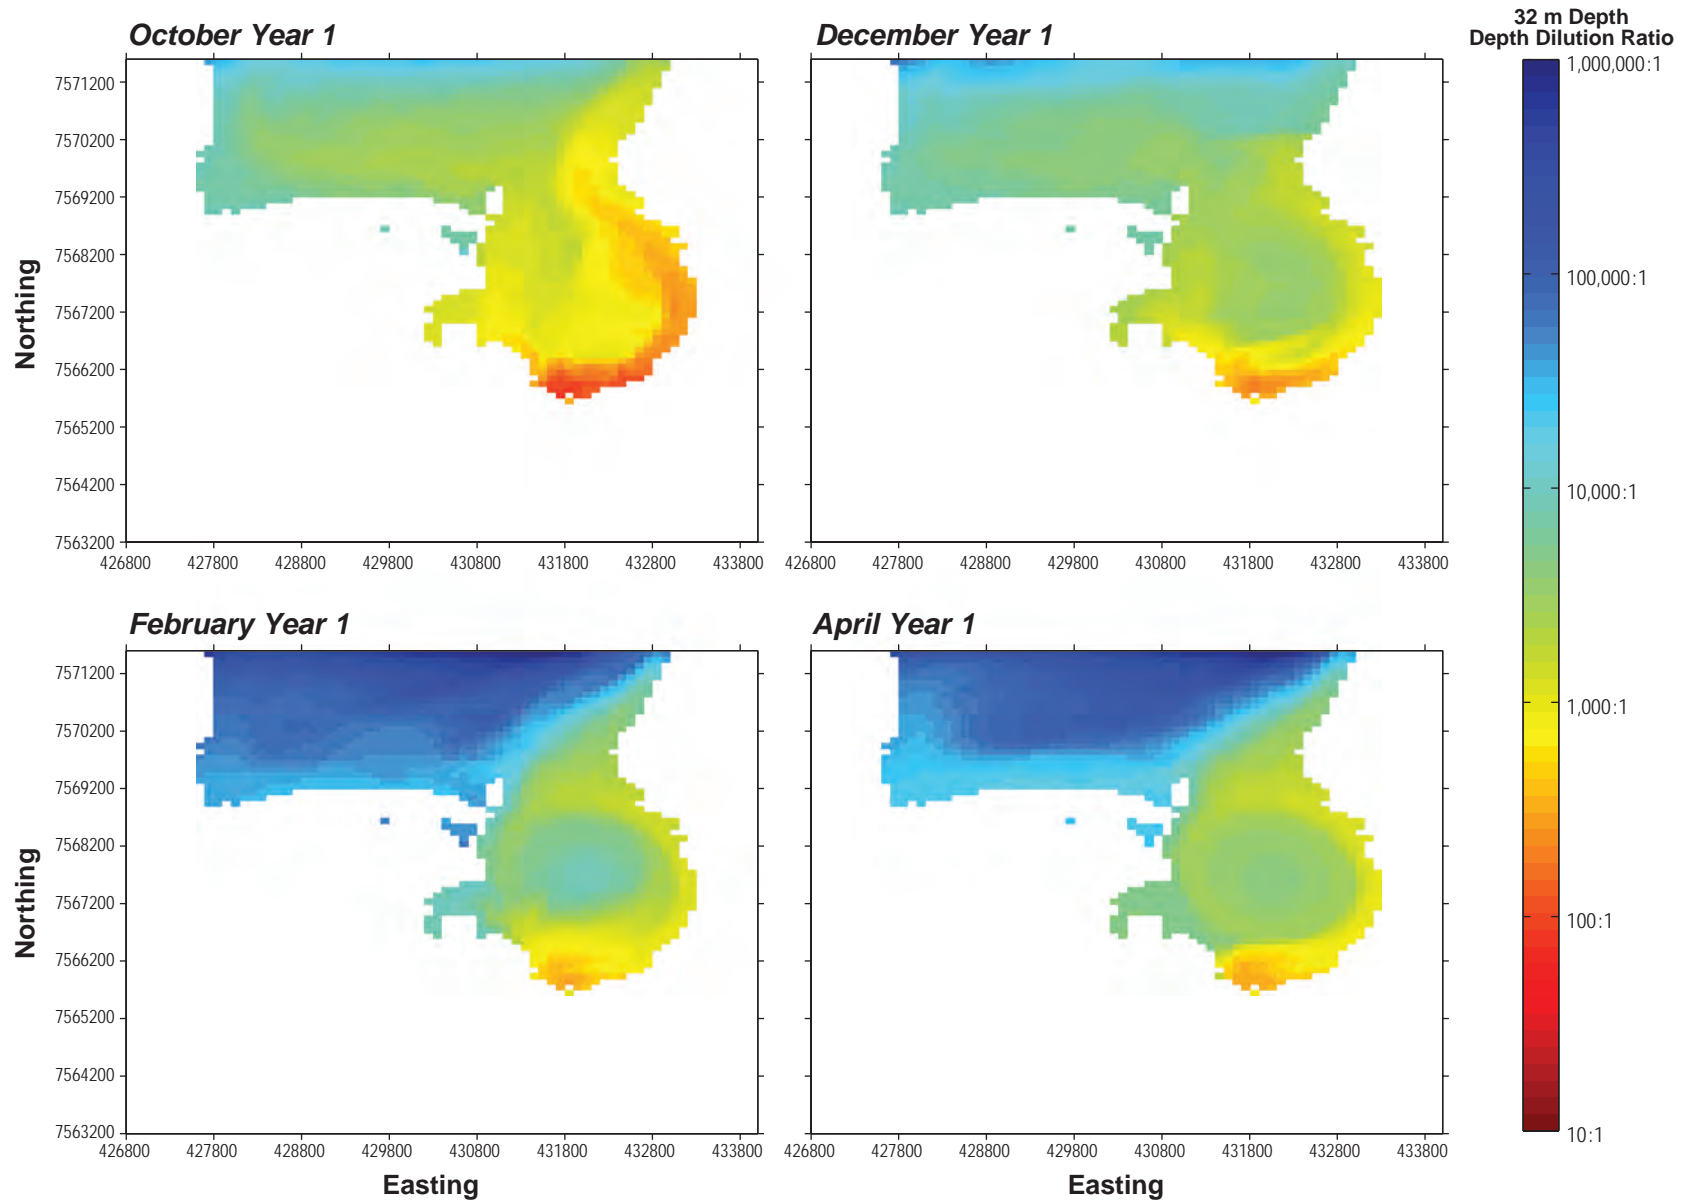 32 m Depth
Depth Dilution Ratio
October Year 1
December Year 1
1,000,000:1
100,000:1
10,000:1
1,000:1
100:1
10:1
Northing
7571200
7570200
7569200
7568200
7567200
7566200
7565200
7564200
7563200
426800 427800 428800 429800 430800 431800 432800 433800
426800 427800 428800 429800 430800 431800 432800 433800
February Year 1
April Year 1
Northing
7571200
7570200
7569200
7568200
7567200
7566200
7565200
7564200
7563200
426800 427800 428800 429800 430800 431800 432800 433800
426800 427800 428800 429800 430800 431800 432800 433800
Easting
Easting